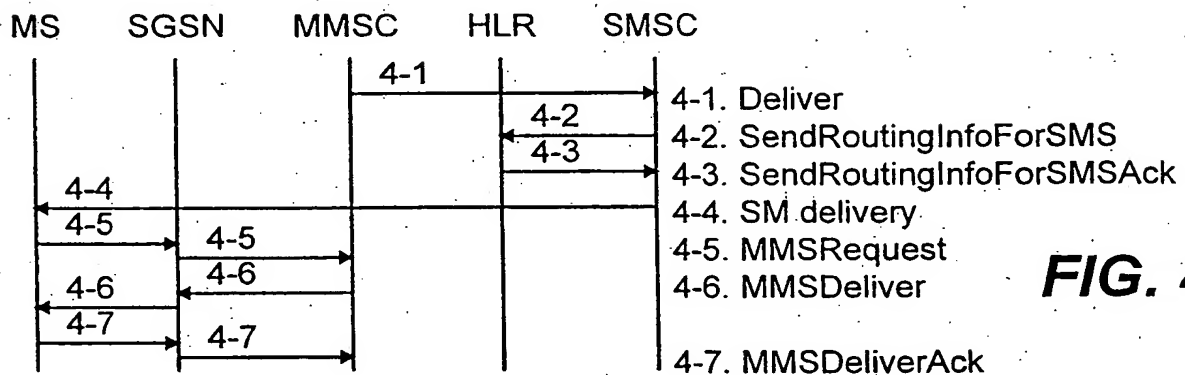 MS SGSN MMSC HLR SMSC
4-1
4-1. Deliver
4-2
4-2. SendRoutingInfoForSMS
4-3
4-3. SendRoutingInfoForSMSAck
4-4
4-4. SM delivery
4-5
4-5
4-5. MMSRequest
4-6
4-6
4-6. MMSDeliver
FIG. 4
4-7
4-7
4-7. MMSDeliverAck